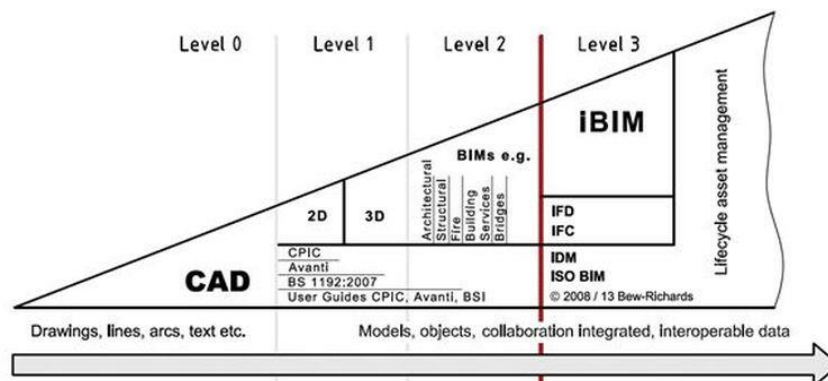 Level 0
Level 1
Level 2
Level 3
iBIM
BIMs e.g.
Architectural
Structural
Fire
Building
Services
Bridges
2D
3D
IFD
IFC
Lifecycle asset management
CAD
CPIC
Avanti
BS 1192:2007
User Guides CPIC, Avanti, BSI
IDM
ISO BIM
© 2008 / 13 Bew-Richards
Drawings, lines, arcs, text etc.
Models, objects, collaboration integrated, interoperable data